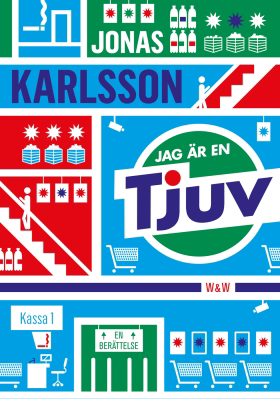 JONAS
KARLSSON
JAG ÄR EN
Tjuv
W&W
Kassa 1
EN
BERÄTTELSE